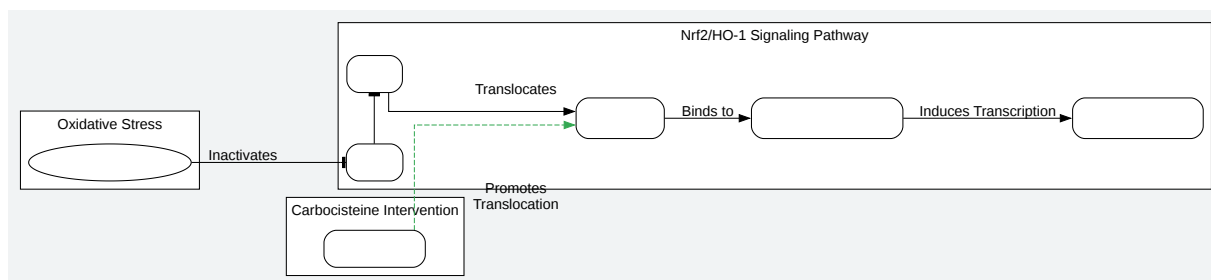 Nrf2/HO-1 Signaling Pathway
Translocates
Binds to
Induces Transcription
Oxidative Stress
Inactivates
Promotes
Translocation
Carbocisteine Intervention